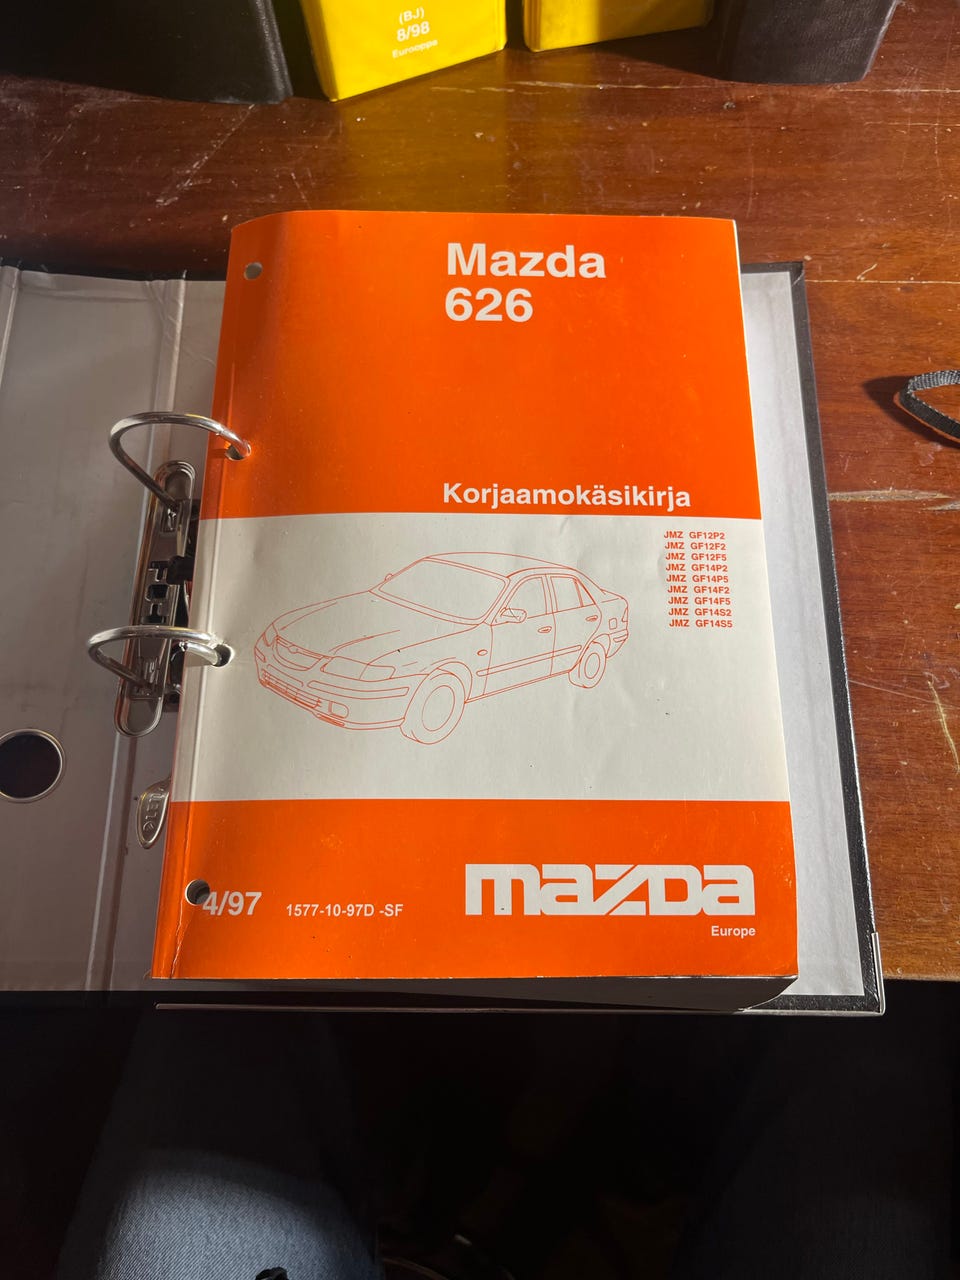 (BJ)
8/98
Eurooppa
Mazda
626
Korjaamokäsikirja
JMZ GF12P2
JMZ GF12F2
JMZ GF12F5
JMZ GF14P2
JMZ GF14P5
JMZ GF14F2
JMZ GF14F5
JMZ GF14S2
JMZ GF14S5
4/97
1577-10-97D -SF
mazda
Europe